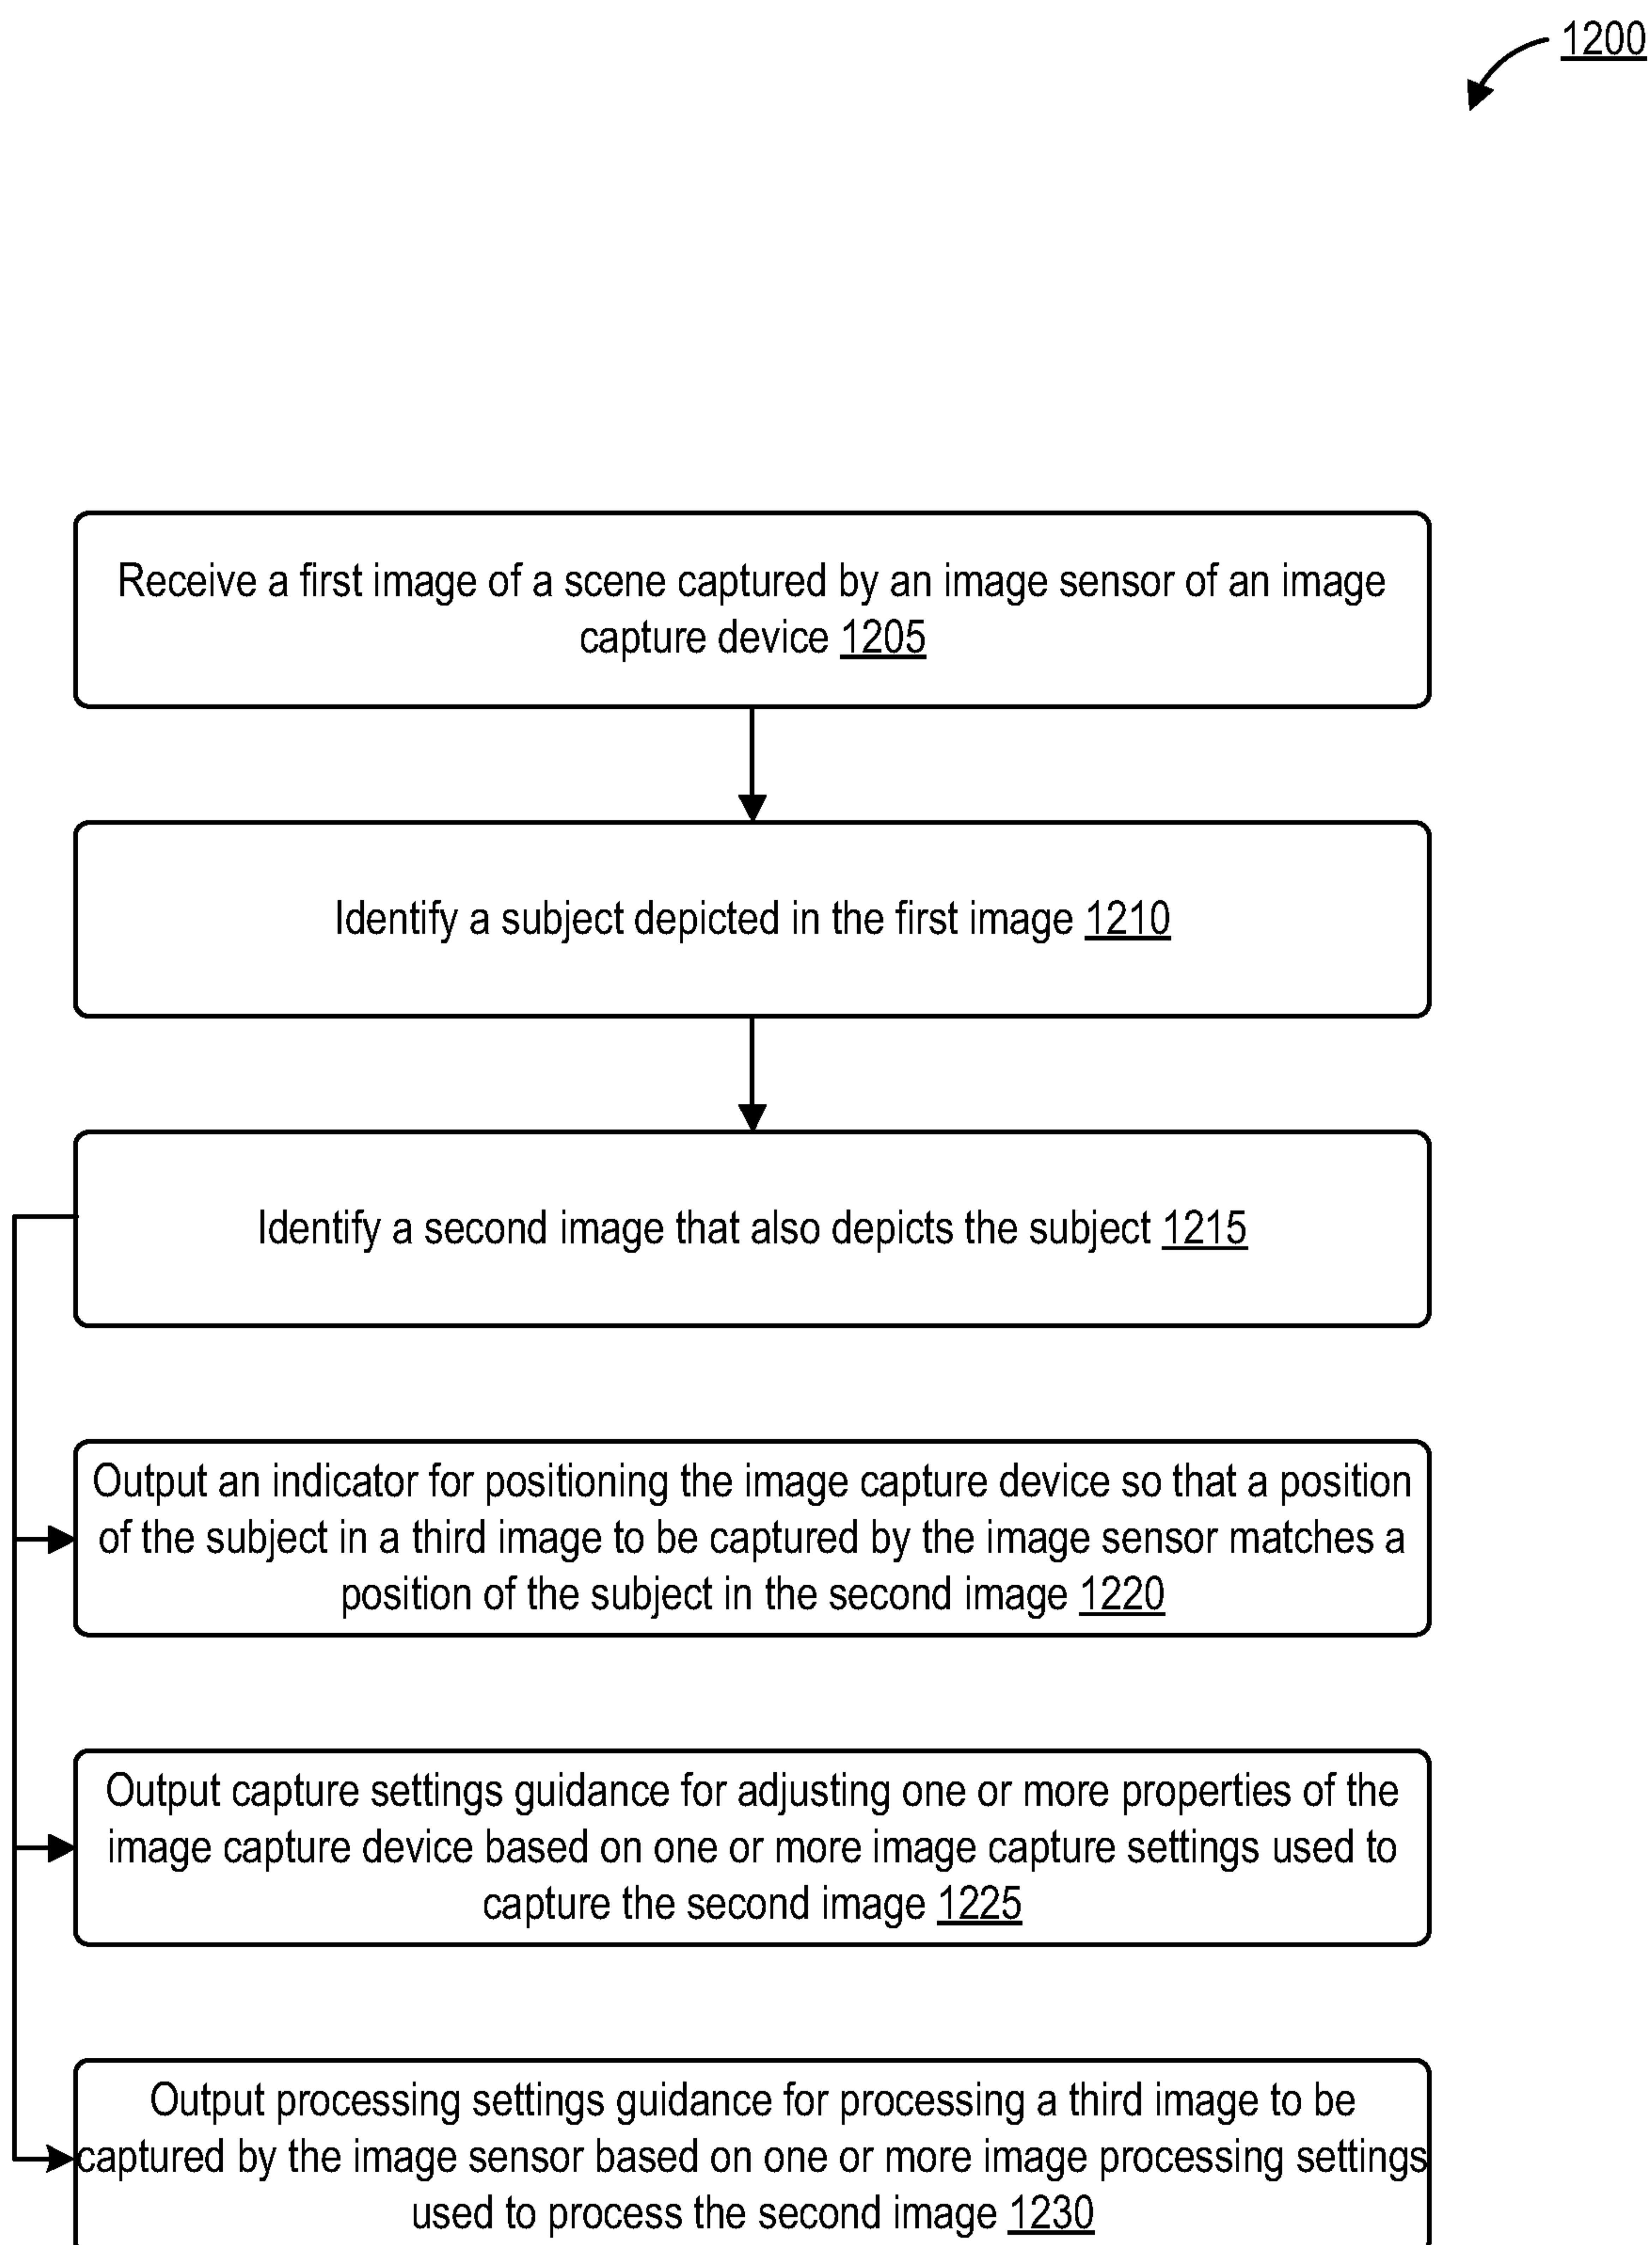 1200
Receive a first image of a scene captured by an image sensor of an image
capture device 1205
Identify a subject depicted in the first image 1210
Identify a second image that also depicts the subject 1215
Output an indicator for positioning the image capture device so that a position
of the subject in a third image to be captured by the image sensor matches a
position of the subject in the second image 1220
Output capture settings guidance for adjusting one or more properties of the
image capture device based on one or more image capture settings used to
capture the second image 1225
Output processing settings guidance for processing a third image to be
captured by the image sensor based on one or more image processing settings
used to process the second image 1230